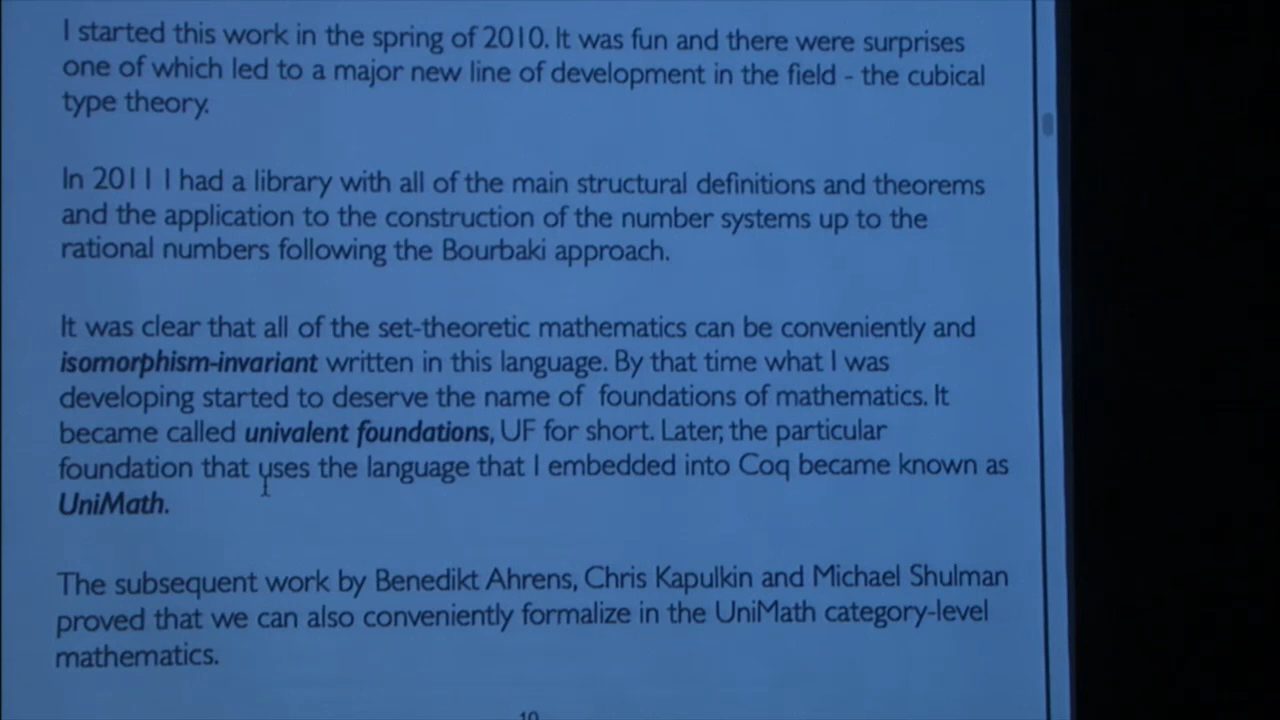 I started this work in the spring of 2010. It was fun and there were surprises
one of which led to a major new line of development in the field - the cubical
type theory.
In 2011 I had a library with all of the main structural definitions and theorems
and the application to the construction of the number systems up to the
rational numbers following the Bourbaki approach.
It was clear that all of the set-theoretic mathematics can be conveniently and
isomorphism-invariant written in this language. By that time what I was
developing started to deserve the name of foundations of mathematics. It
became called univalent foundations, UF for short. Later, the particular
foundation that uses the language that I embedded into Coq became known as
UniMath.
The subsequent work by Benedikt Ahrens, Chris Kapulkin and Michael Shulman
proved that we can also conveniently formalize in the UniMath category-level
mathematics.
10